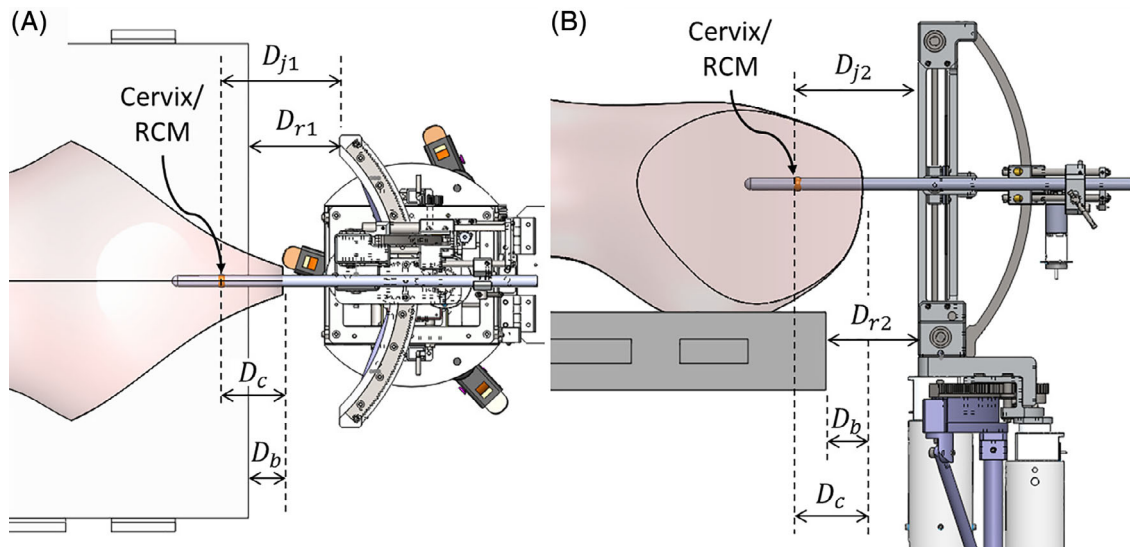 (A)
D_{j1}
Cervix/
RCM
D_{r1}
D_c
D_b
(B)
Cervix/
RCM
D_{j2}
D_{r2}
D_b
D_c